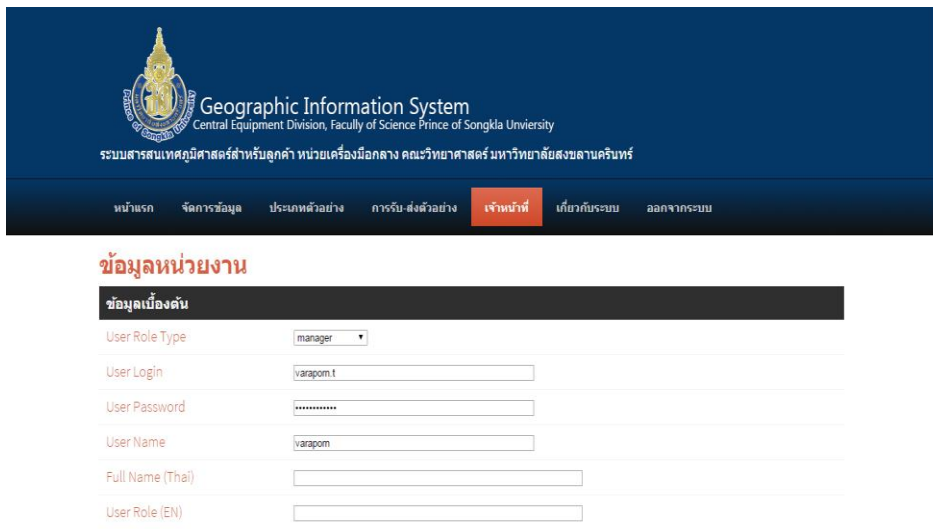 Prince of Songkla University
Geographic Information System
Central Equipment Division, Facully of Science Prince of Songkla Unviersity
ระบบสารสนเทศภูมิศาสตร์สำหรับลูกค้า หน่วยเครื่องมือกลาง คณะวิทยาศาสตร์ มหาวิทยาลัยสงขลานครินทร์
หน้าแรก จัดการข้อมูล ประเภทตัวอย่าง การรับ-ส่งตัวอย่าง เจ้าหน้าที่ เกี่ยวกับระบบ ออกจากระบบ
ข้อมูลหน่วยงาน
ข้อมูลเบื้องต้น
User Role Type manager
User Login varaporn.t
User Password ••••••••••••
User Name varaporn
Full Name (Thai)
User Role (EN)